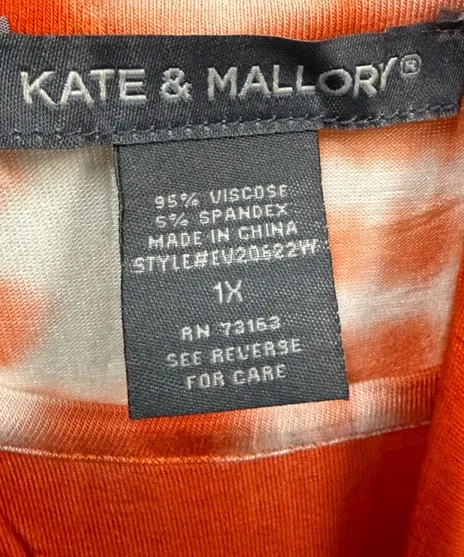 KATE & MALLORY®
95% VISCOSE
5% SPANDEX
MADE IN CHINA
STYLE#EV20622W
1X
RN 73163
SEE REVERSE
FOR CARE